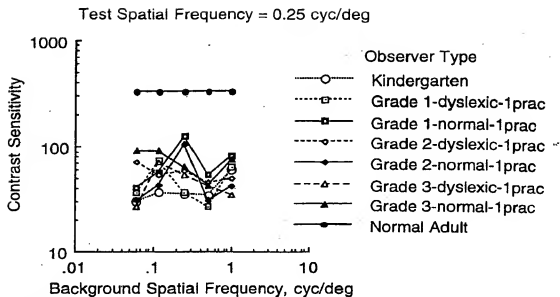 Test Spatial Frequency = 0.25 cyc/deg
1000
100
10
.01
.1
1
10
Contrast Sensitivity
Background Spatial Frequency, cyc/deg
Observer Type
Kindergarten
Grade 1-dyslexic-1prac
Grade 1-normal-1prac
Grade 2-dyslexic-1prac
Grade 2-normal-1prac
Grade 3-dyslexic-1prac
Grade 3-normal-1prac
Normal Adult